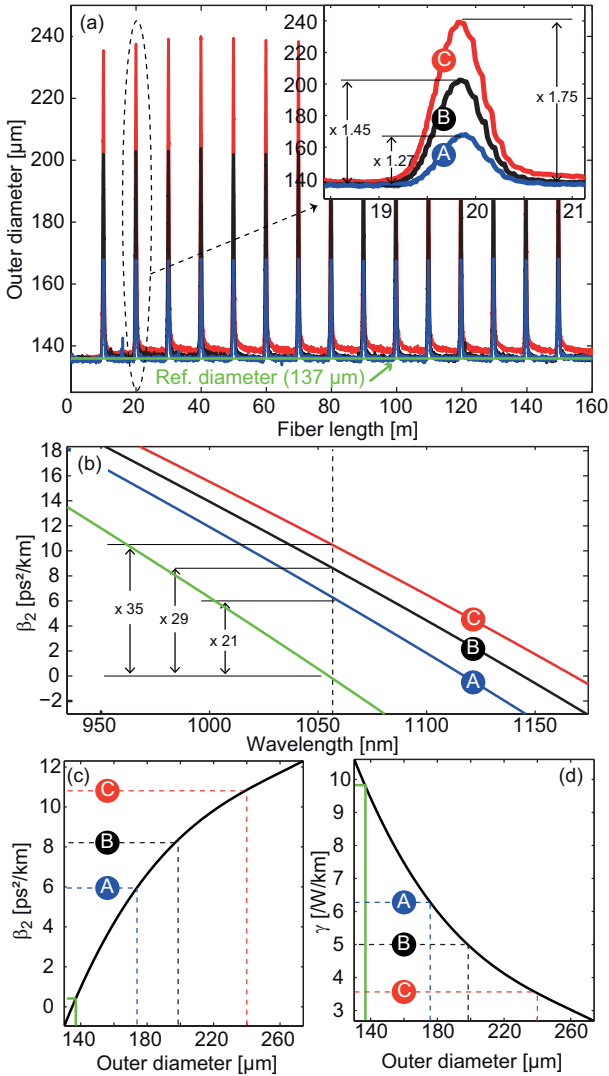 (a)
Outer diameter [µm]
240
220
200
180
160
140
0 20 40 60 80 100 120 140 160
Fiber length [m]
Ref. diameter (137 µm)
240
220
200
180
160
140
19 20 21
C
B
A
x 1.45
x 1.27
x 1.75
(b)
β2 [ps²/km]
18
16
14
12
10
8
6
4
2
0
−2
950 1000 1050 1100 1150
Wavelength [nm]
x 35
x 29
x 21
C
B
A
(c)
β2 [ps²/km]
12
10
8
6
4
2
0
140 180 220 260
Outer diameter [µm]
C
B
A
(d)
γ [/W/km]
10
9
8
7
6
5
4
3
140 180 220 260
Outer diameter [µm]
A
B
C